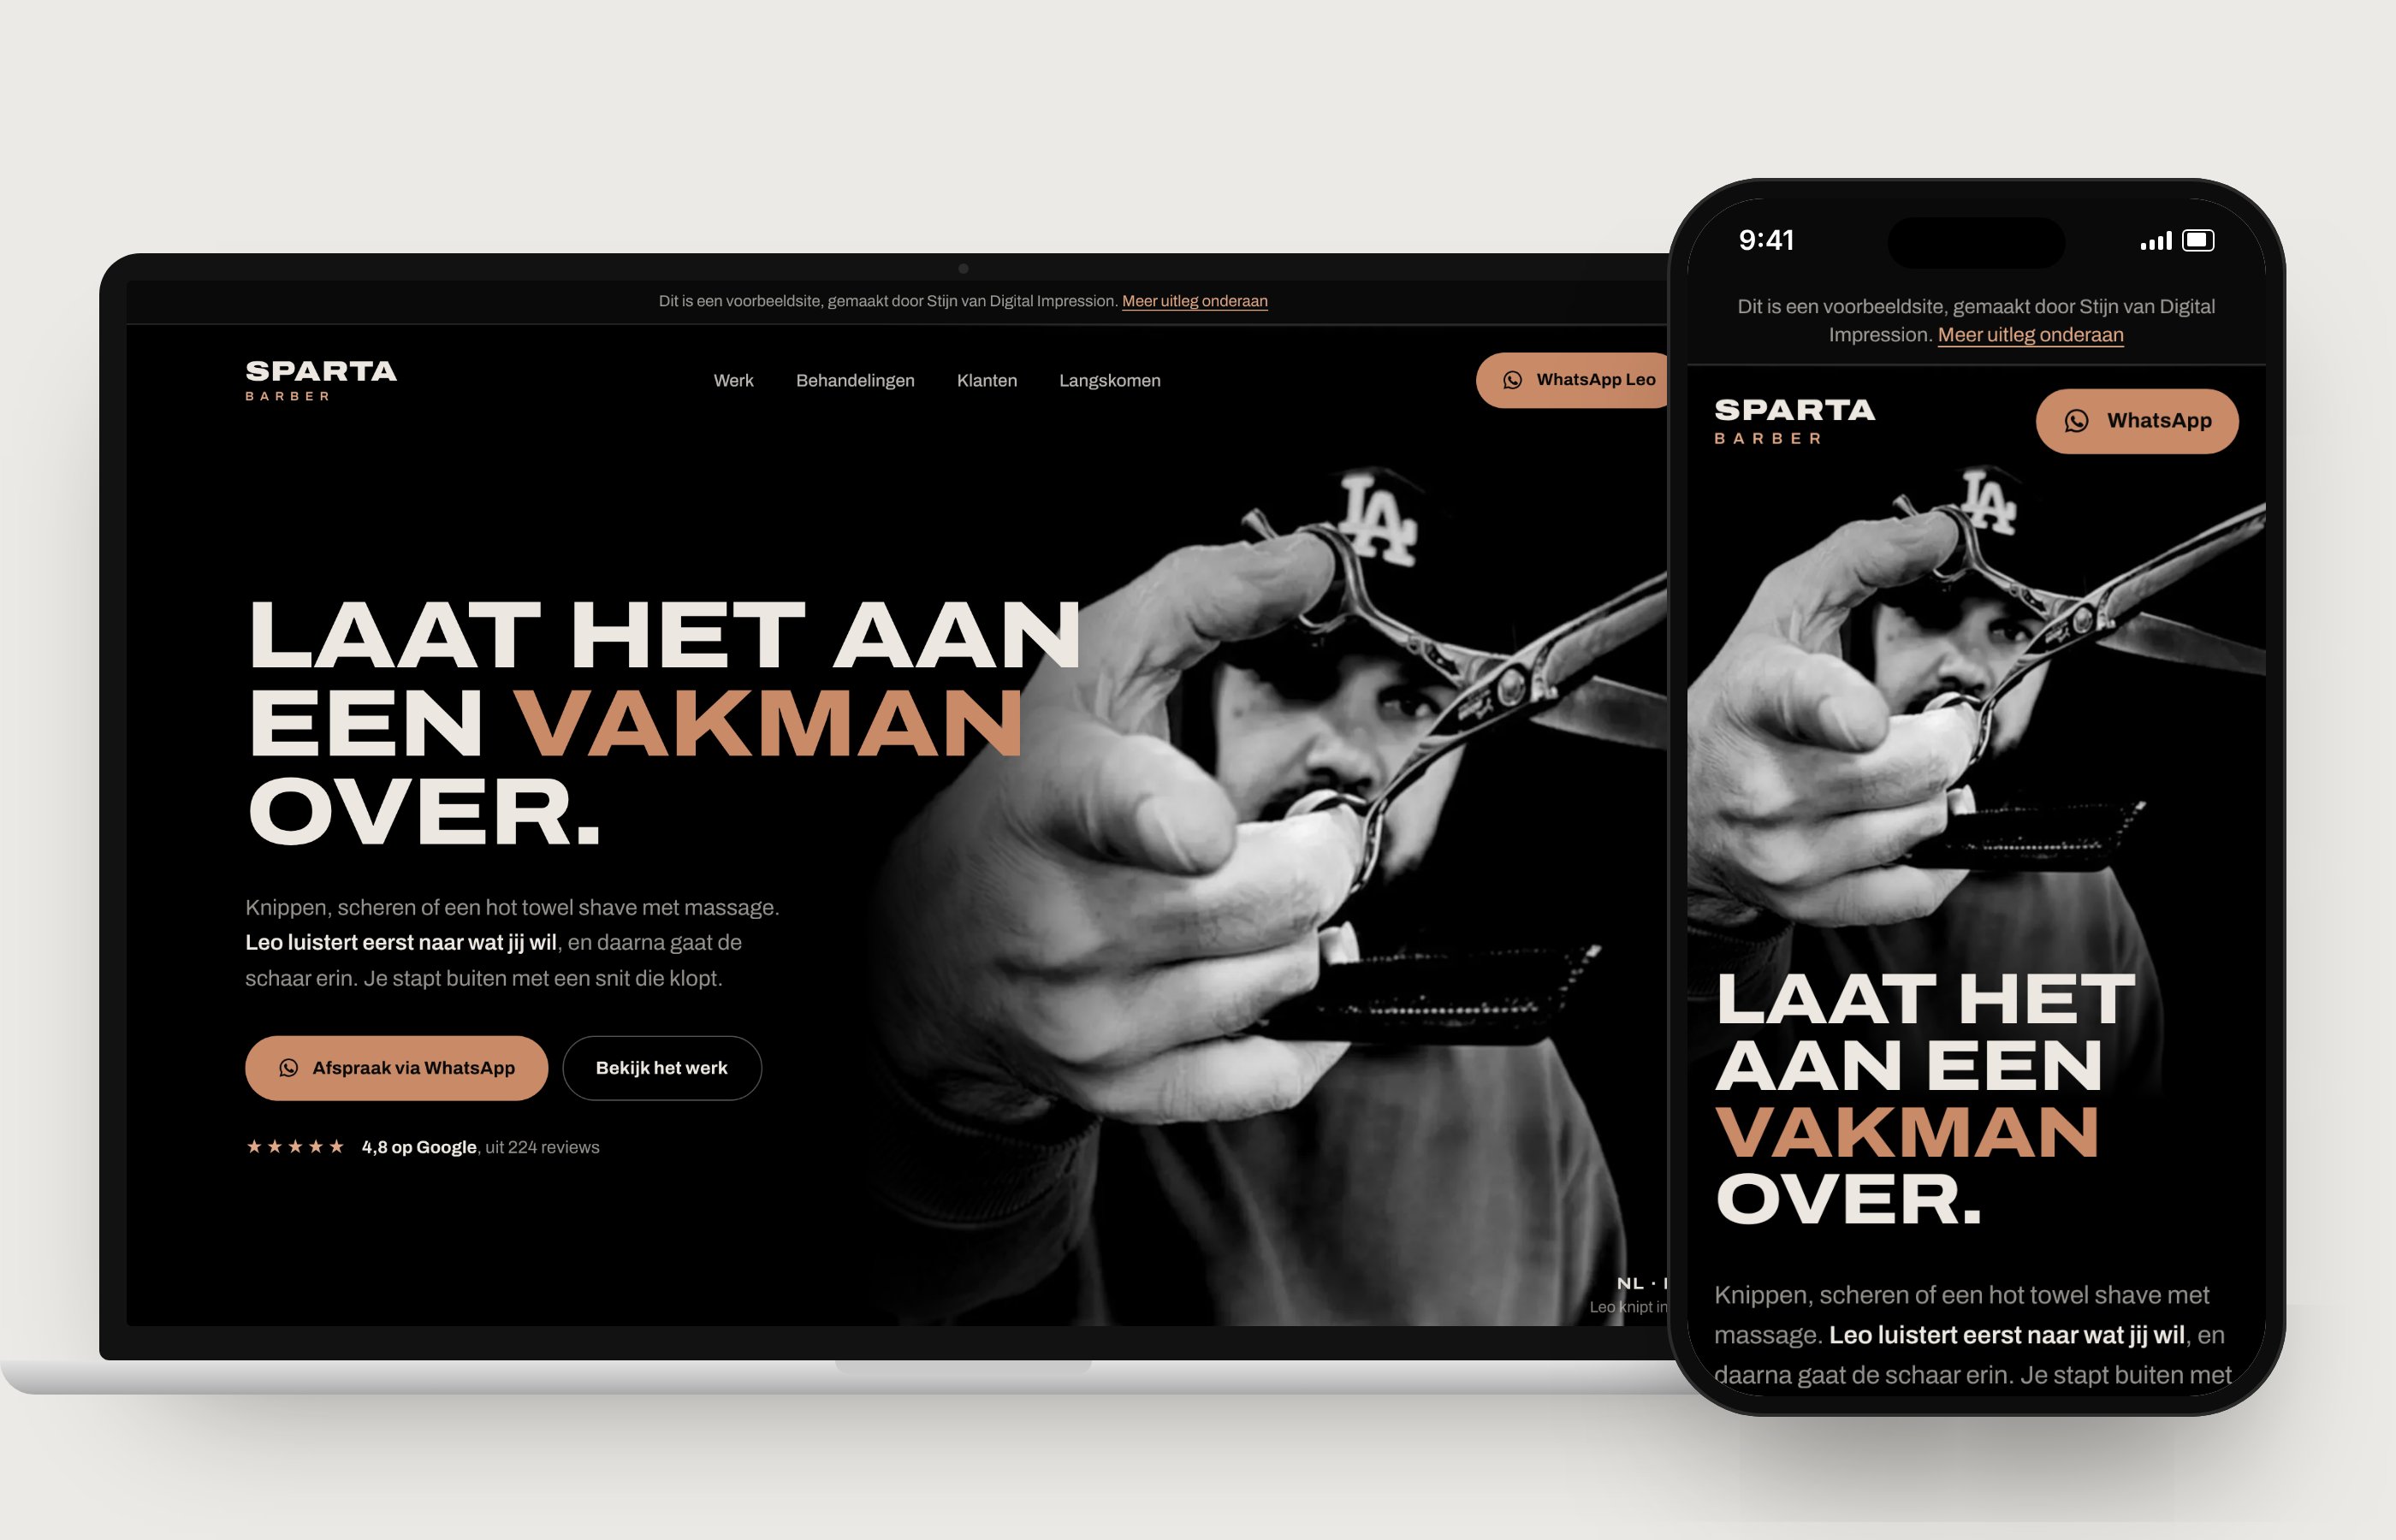 Dit is een voorbeeldsite, gemaakt door Stijn van Digital Impression. Meer uitleg onderaan
SPARTA
BARBER
Werk Behandelingen Klanten Langskomen
WhatsApp Leo
LA
LAAT HET AAN
EEN VAKMAN
OVER.
Knippen, scheren of een hot towel shave met massage.
Leo luistert eerst naar wat jij wil, en daarna gaat de
schaar erin. Je stapt buiten met een snit die klopt.
Afspraak via WhatsApp
Bekijk het werk
★★★★★ 4,8 op Google, uit 224 reviews
NL ·
Leo knipt in
9:41
Dit is een voorbeeldsite, gemaakt door Stijn van Digital
Impression. Meer uitleg onderaan
SPARTA
BARBER
WhatsApp
LA
LAAT HET
AAN EEN
VAKMAN
OVER.
Knippen, scheren of een hot towel shave met
massage. Leo luistert eerst naar wat jij wil, en
daarna gaat de schaar erin. Je stapt buiten met